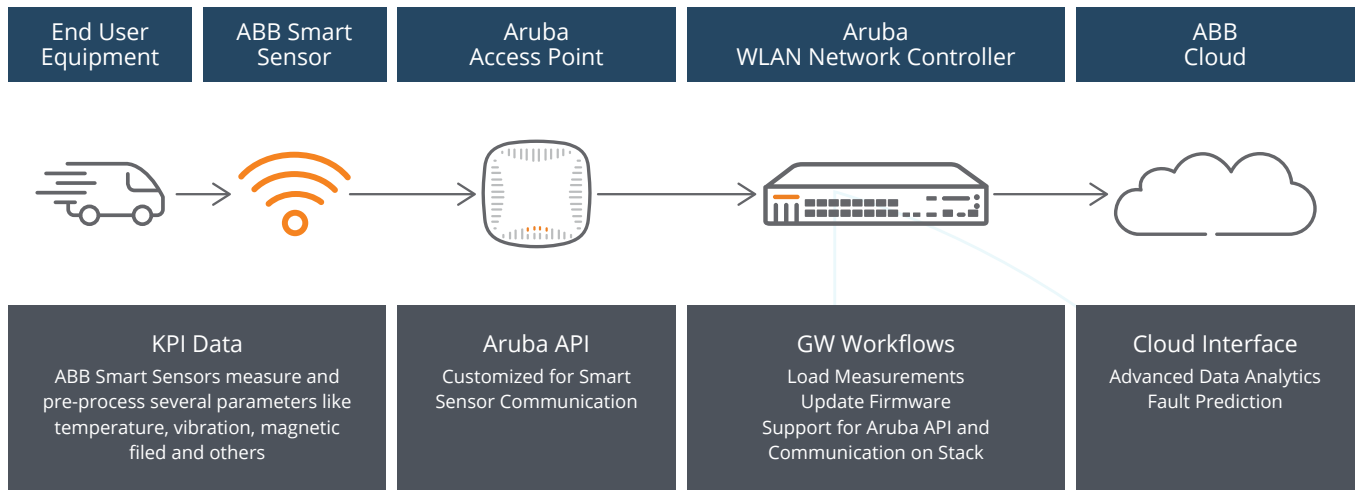 End User
Equipment
ABB Smart
Sensor
Aruba
Access Point
Aruba
WLAN Network Controller
ABB
Cloud
KPI Data
ABB Smart Sensors measure and
pre-process several parameters like
temperature, vibration, magnetic
filed and others
Aruba API
Customized for Smart
Sensor Communication
GW Workflows
Load Measurements
Update Firmware
Support for Aruba API and
Communication on Stack
Cloud Interface
Advanced Data Analytics
Fault Prediction